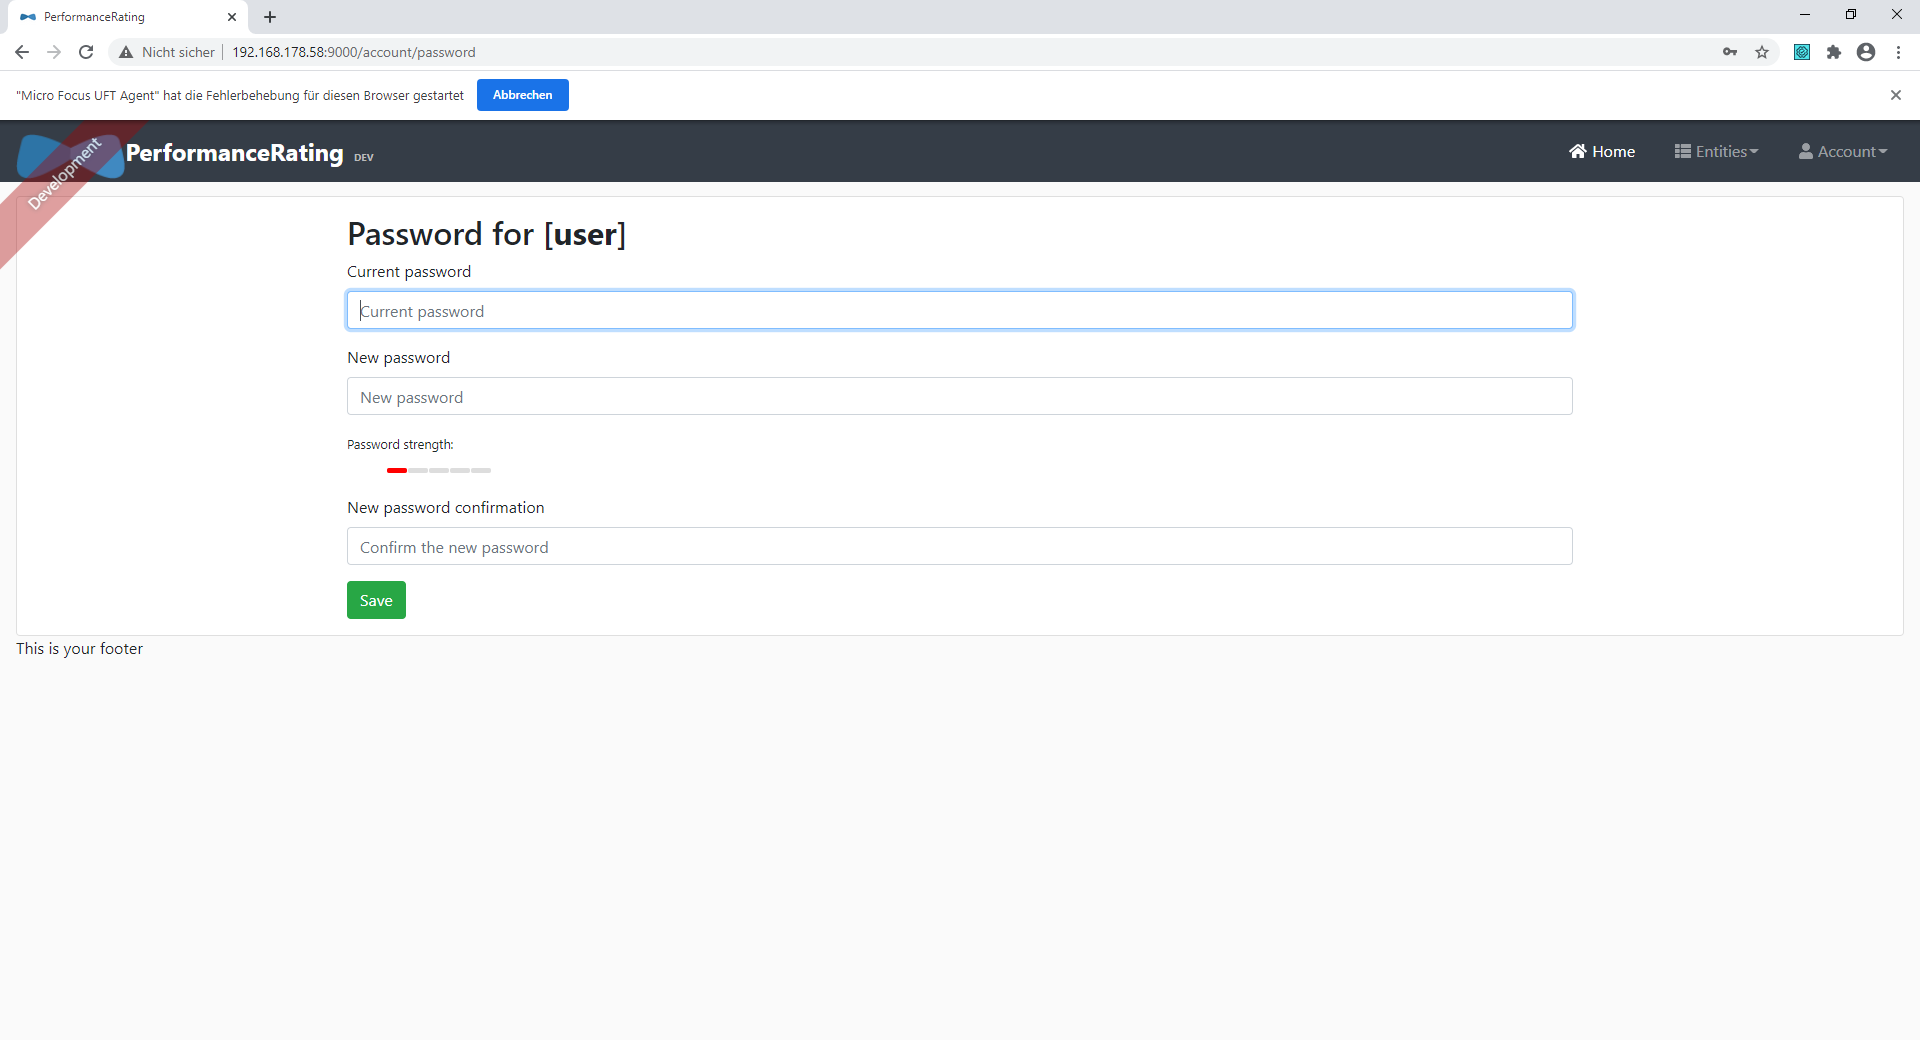 PerformanceRating
Nicht sicher 192.168.178.58:9000/account/password
"Micro Focus UFT Agent" hat die Fehlerbehebung für diesen Browser gestartet Abbrechen
Development
PerformanceRating DEV Home Entities Account
Password for [user]
Current password
Current password
New password
New password
Password strength:
New password confirmation
Confirm the new password
Save
This is your footer